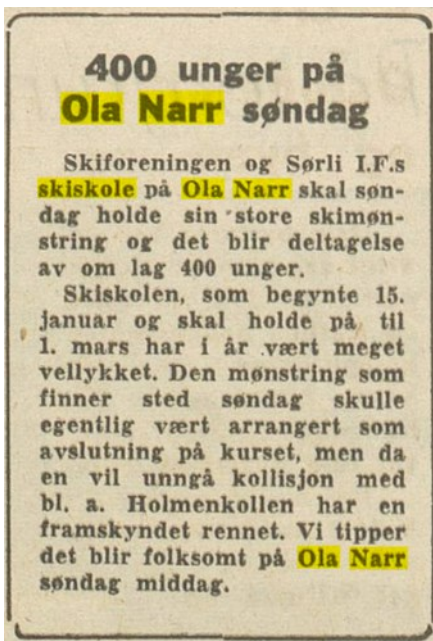 400 unger på
Ola Narr søndag
Skiforeningen og Sørli I.F.s
skiskole på Ola Narr skal søn-
dag holde sin store skimøn-
string og det blir deltagelse
av om lag 400 unger.
Skiskolen, som begynte 15.
januar og skal holde på til
1. mars har i år vært meget
vellykket. Den mønstring som
finner sted søndag skulle
egentlig vært arrangert som
avslutning på kurset, men da
en vil unngå kollisjon med
bl. a. Holmenkollen har en
framskyndet rennet. Vi tipper
det blir folksomt på Ola Narr
søndag middag.